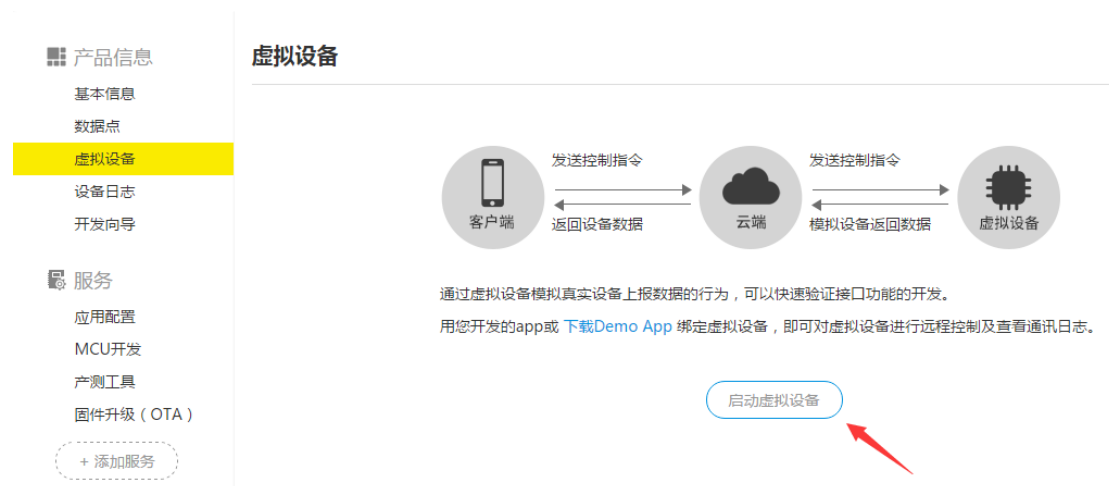 产品信息
基本信息
数据点
虚拟设备
设备日志
开发向导
服务
应用配置
MCU开发
产测工具
固件升级（OTA）
+ 添加服务
虚拟设备
发送控制指令
发送控制指令
客户端
返回设备数据
云端
模拟设备返回数据
虚拟设备
通过虚拟设备模拟真实设备上报数据的行为，可以快速验证接口功能的开发。
用您开发的app或 下载Demo App 绑定虚拟设备，即可对虚拟设备进行远程控制及查看通讯日志。
启动虚拟设备